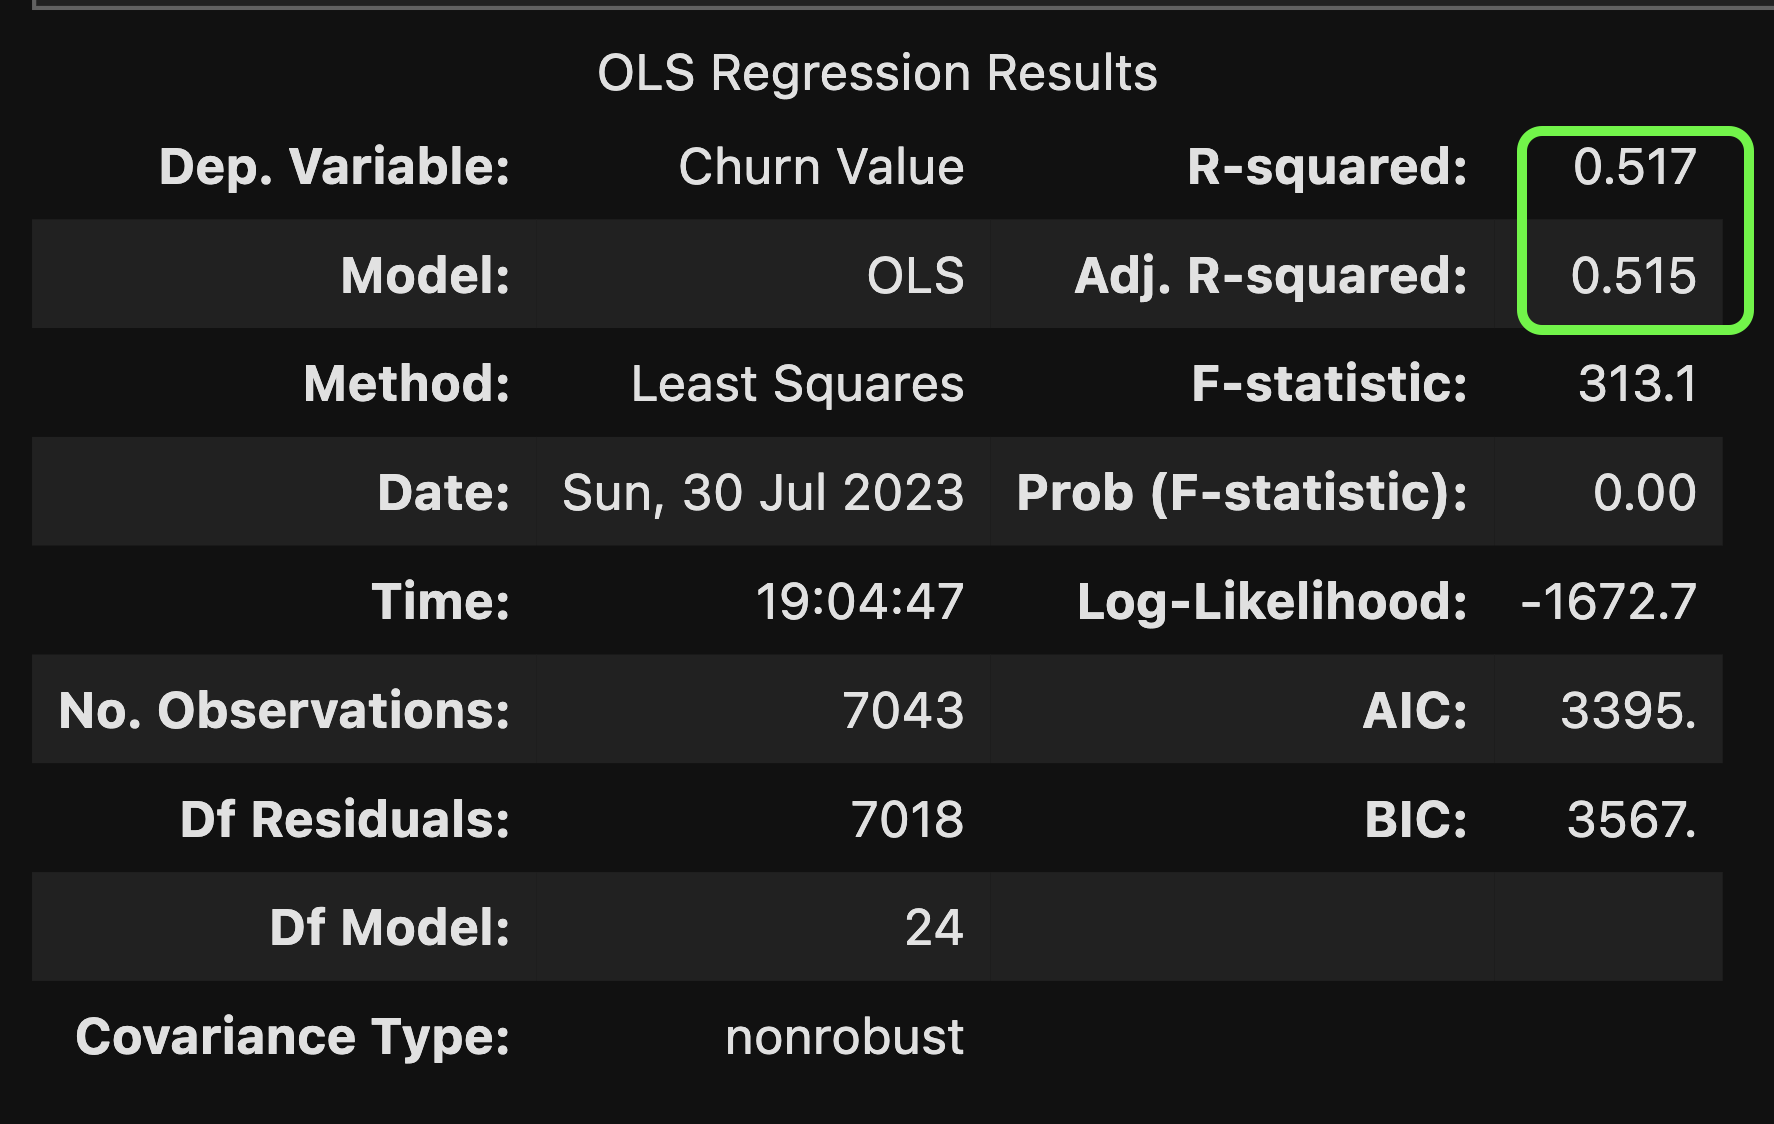 OLS Regression Results
Dep. Variable: Churn Value R-squared: 0.517
Model: OLS Adj. R-squared: 0.515
Method: Least Squares F-statistic: 313.1
Date: Sun, 30 Jul 2023 Prob (F-statistic): 0.00
Time: 19:04:47 Log-Likelihood: -1672.7
No. Observations: 7043 AIC: 3395.
Df Residuals: 7018 BIC: 3567.
Df Model: 24
Covariance Type: nonrobust